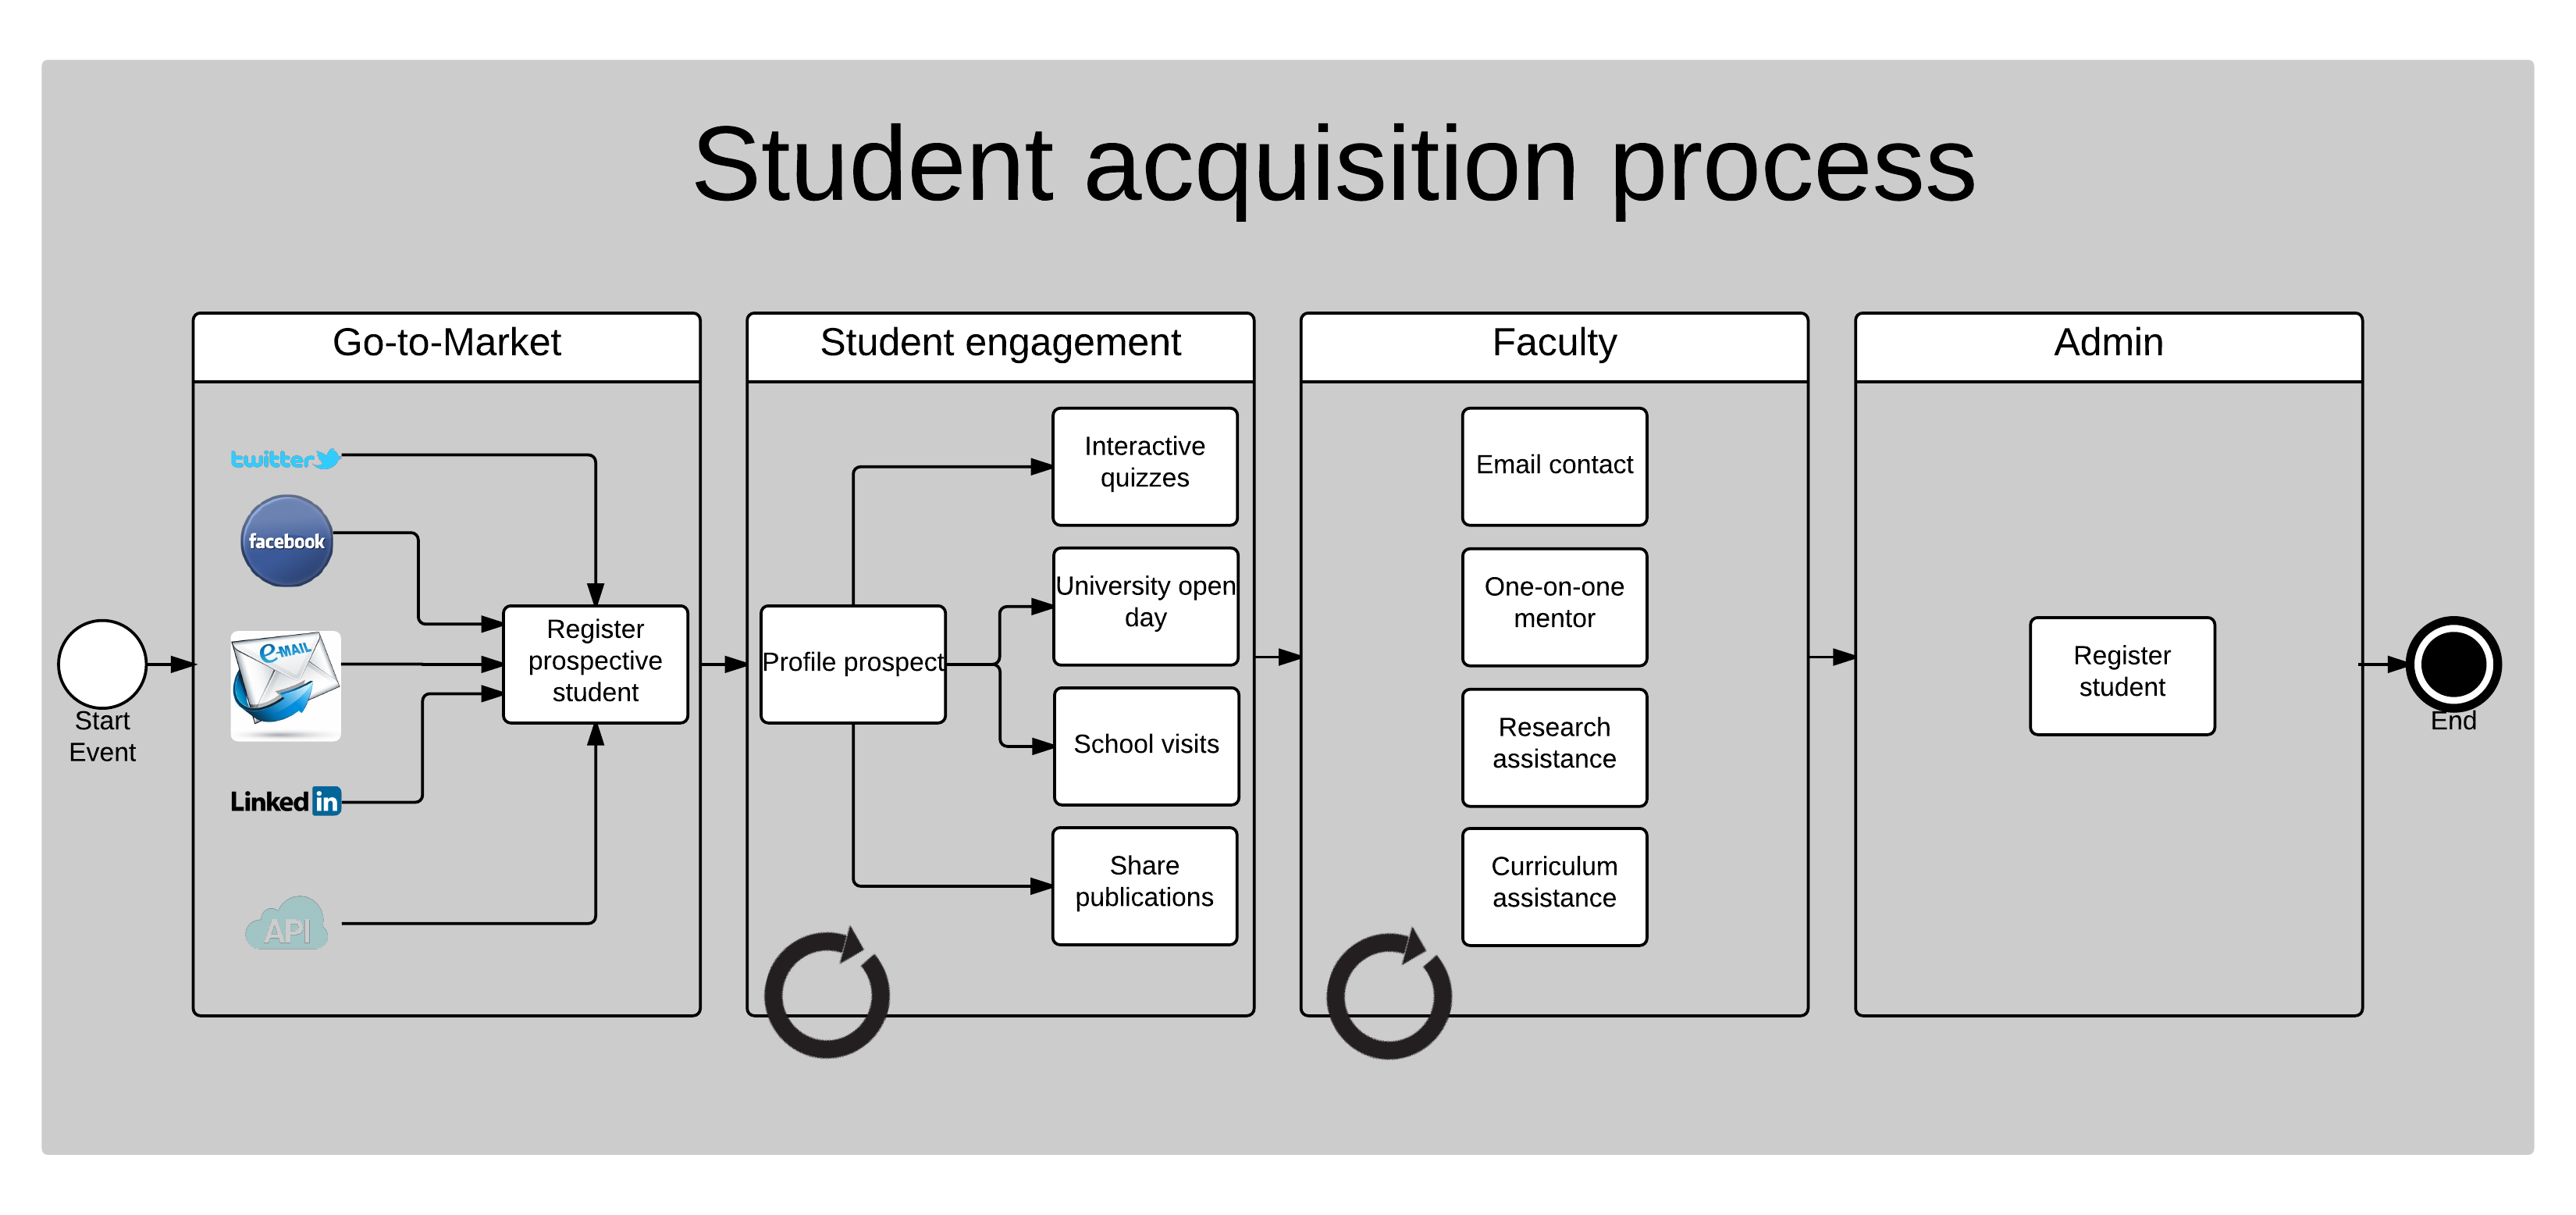 Student acquisition process
Go-to-Market
twitter
facebook
e-MAIL
Linked in
API
Register
prospective
student
Start
Event
Student engagement
Profile prospect
Interactive
quizzes
University open
day
School visits
Share
publications
Faculty
Email contact
One-on-one
mentor
Research
assistance
Curriculum
assistance
Admin
Register
student
End